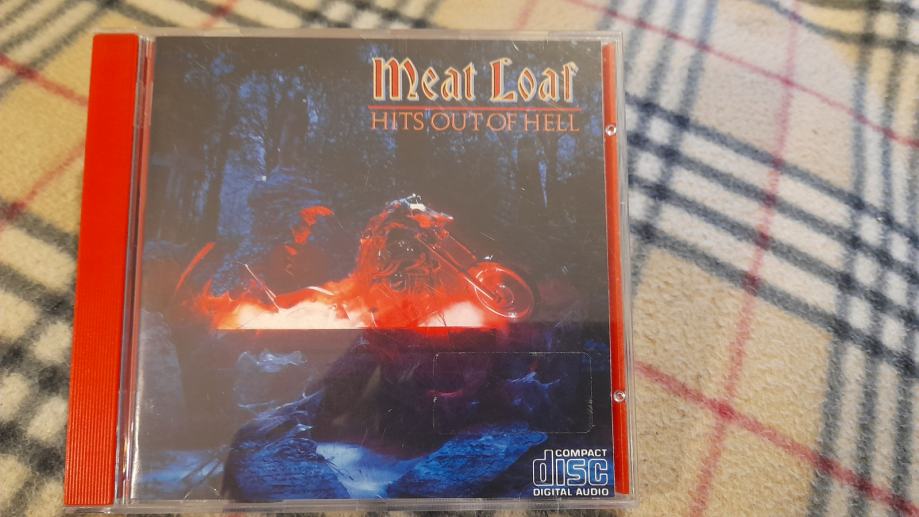 Meat Loaf
HITS OUT OF HELL
COMPACT
disc
DIGITAL AUDIO